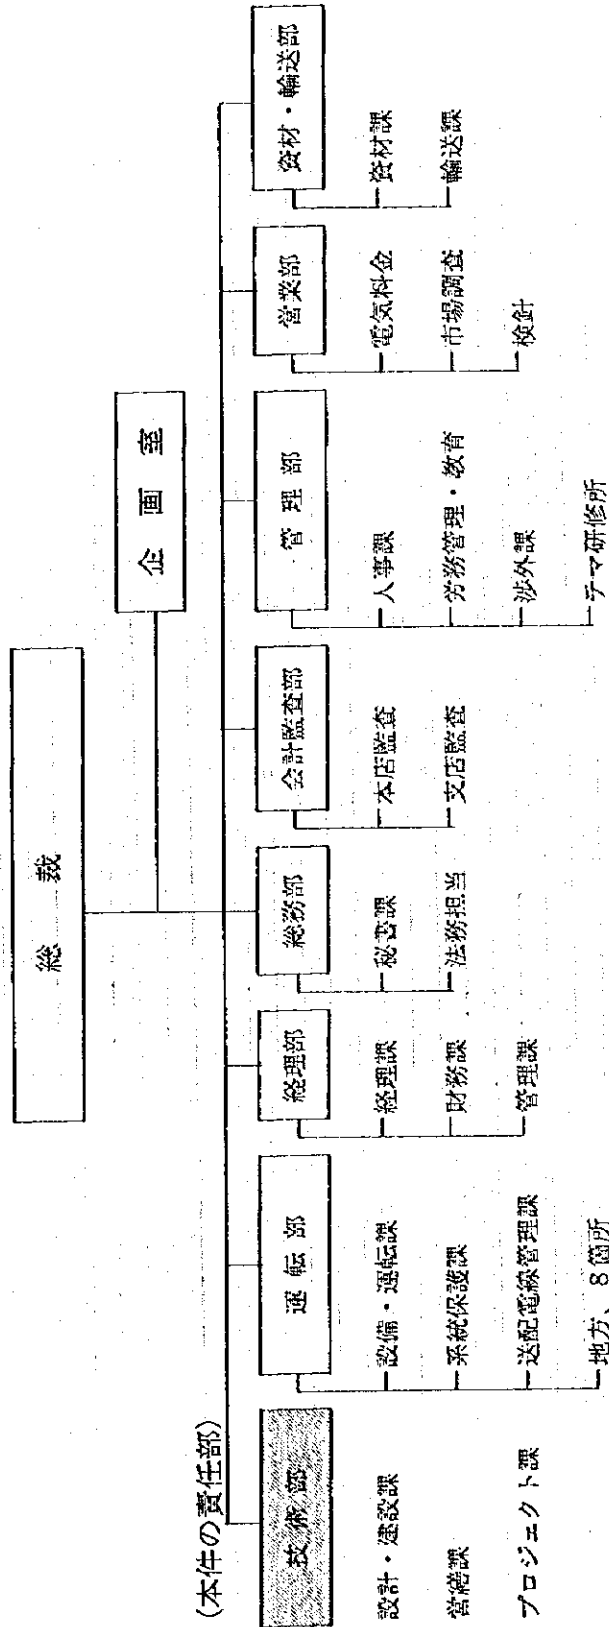 総裁
企画室
(本件の責任部)
技術部
設計・建設課
営繕課
プロジェクト課
運転部
設備・運転課
系統保護課
送配電線管理課
地方、8箇所
経理部
経理課
財務課
管理課
総務部
秘書課
法務担当
会計監査部
本店監査
支店監査
管理部
人事課
労務管理・教育
渉外課
テマ研修所
営業部
電気料金
市場調査
検針
資材・輸送部
資材課
輸送課